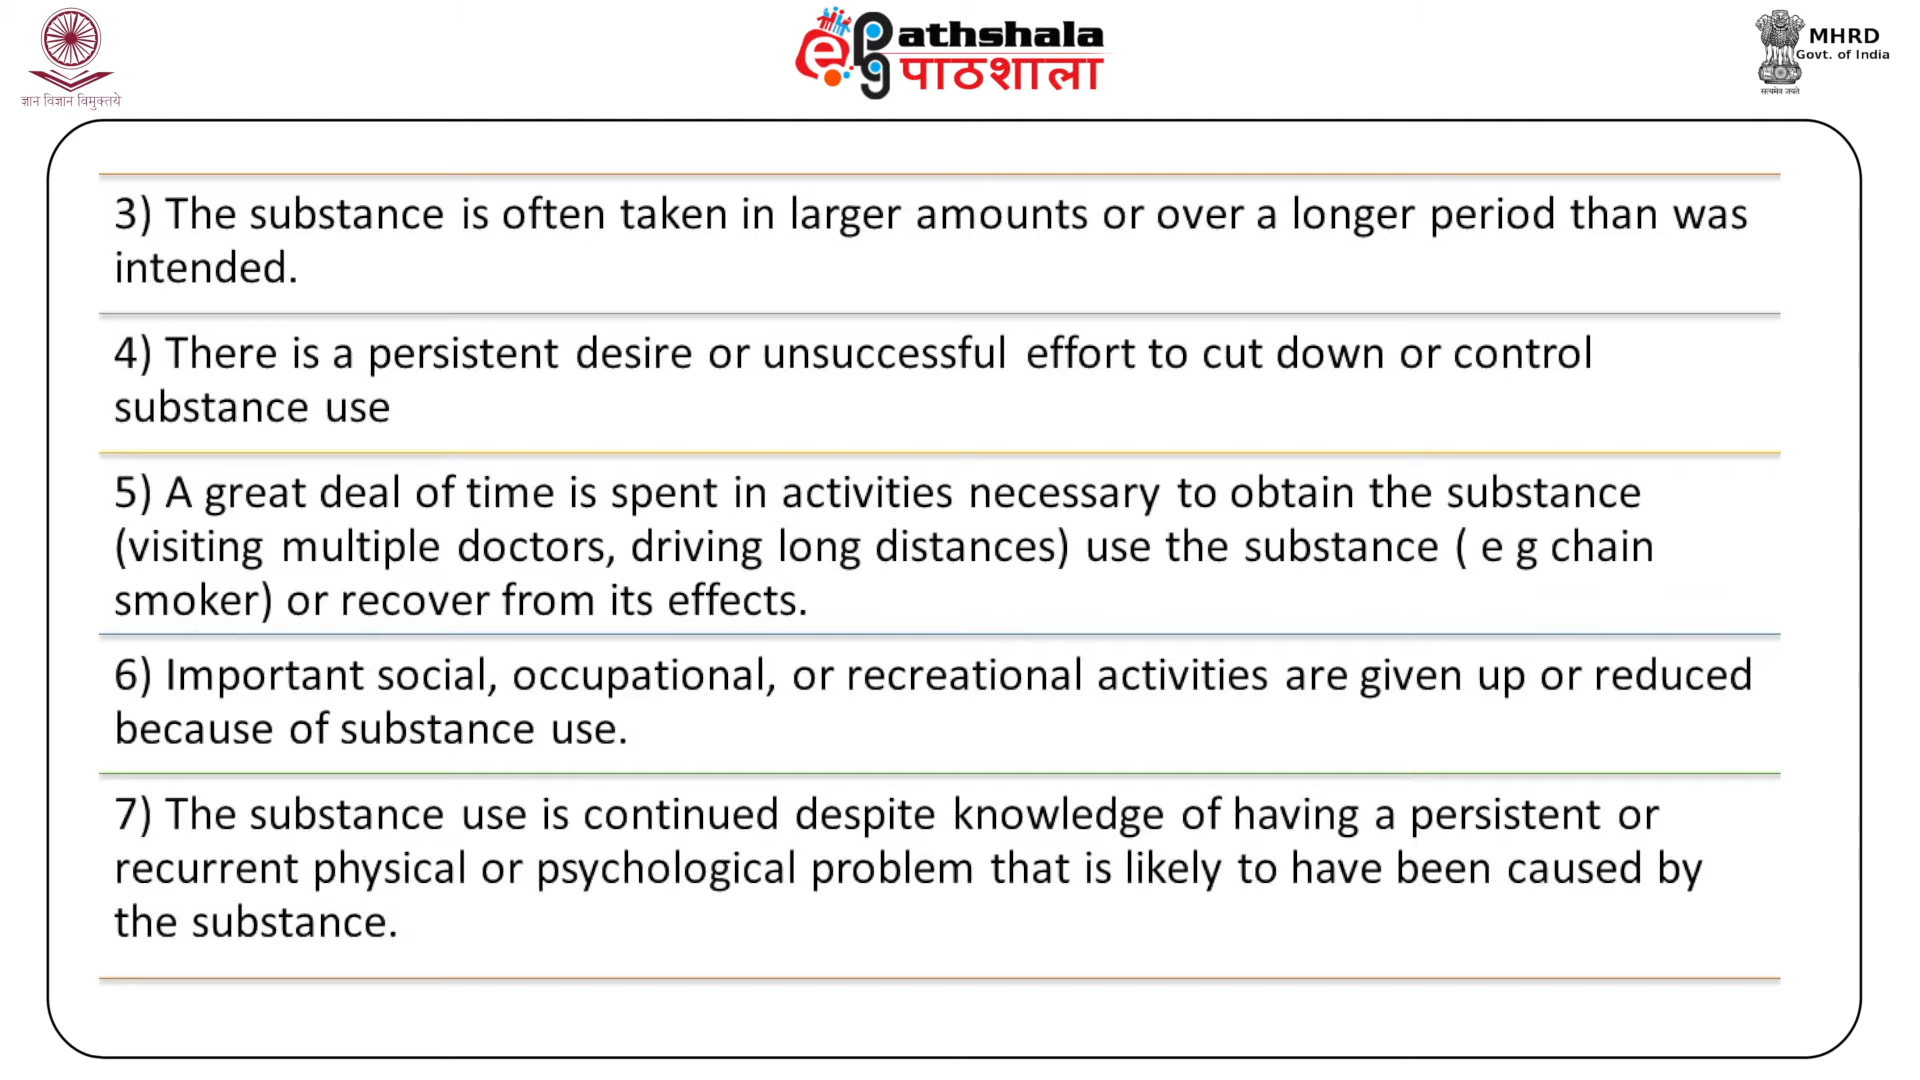 ज्ञान विज्ञान विमुक्तये
ePg Pathshala
पाठशाला
MHRD
Govt. of India
सत्यमेव जयते
3) The substance is often taken in larger amounts or over a longer period than was
intended.
4) There is a persistent desire or unsuccessful effort to cut down or control
substance use
5) A great deal of time is spent in activities necessary to obtain the substance
(visiting multiple doctors, driving long distances) use the substance ( e g chain
smoker) or recover from its effects.
6) Important social, occupational, or recreational activities are given up or reduced
because of substance use.
7) The substance use is continued despite knowledge of having a persistent or
recurrent physical or psychological problem that is likely to have been caused by
the substance.